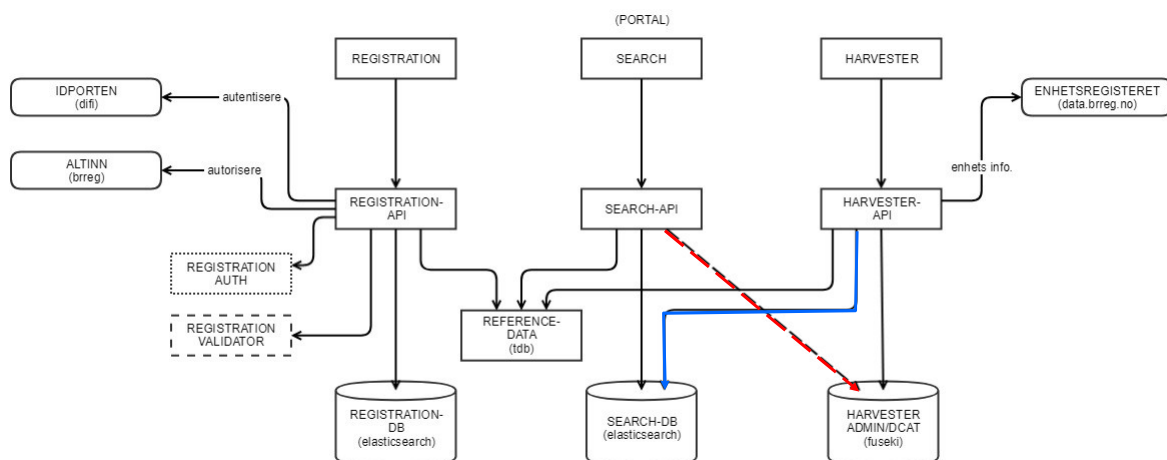 (PORTAL)
REGISTRATION
SEARCH
HARVESTER
IDPORTEN
(difi)
autentisere
ENHETSREGISTERET
(data.brreg.no)
ALTINN
(brreg)
autorisere
enhets info.
REGISTRATION-
API
SEARCH-API
HARVESTER-
API
REGISTRATION
AUTH
REGISTRATION
VALIDATOR
REFERENCE-
DATA
(tdb)
REGISTRATION-
DB
(elasticsearch)
SEARCH-DB
(elasticsearch)
HARVESTER
ADMIN/DCAT
(fuseki)